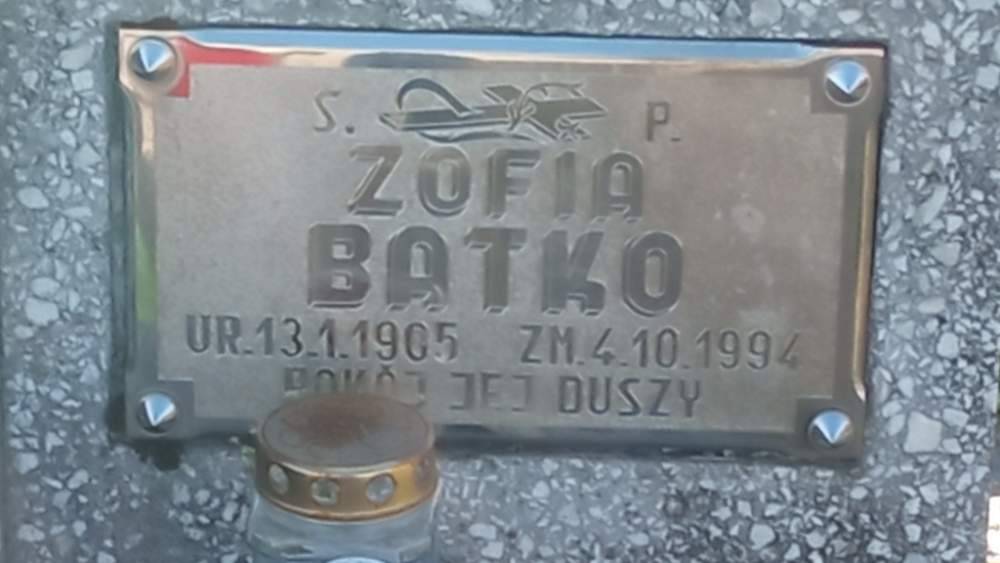 S. P.
ZOFIA
BATKO
UR. 13.1.1905 ZM. 4.10.1994
POKÓJ JEJ DUSZY